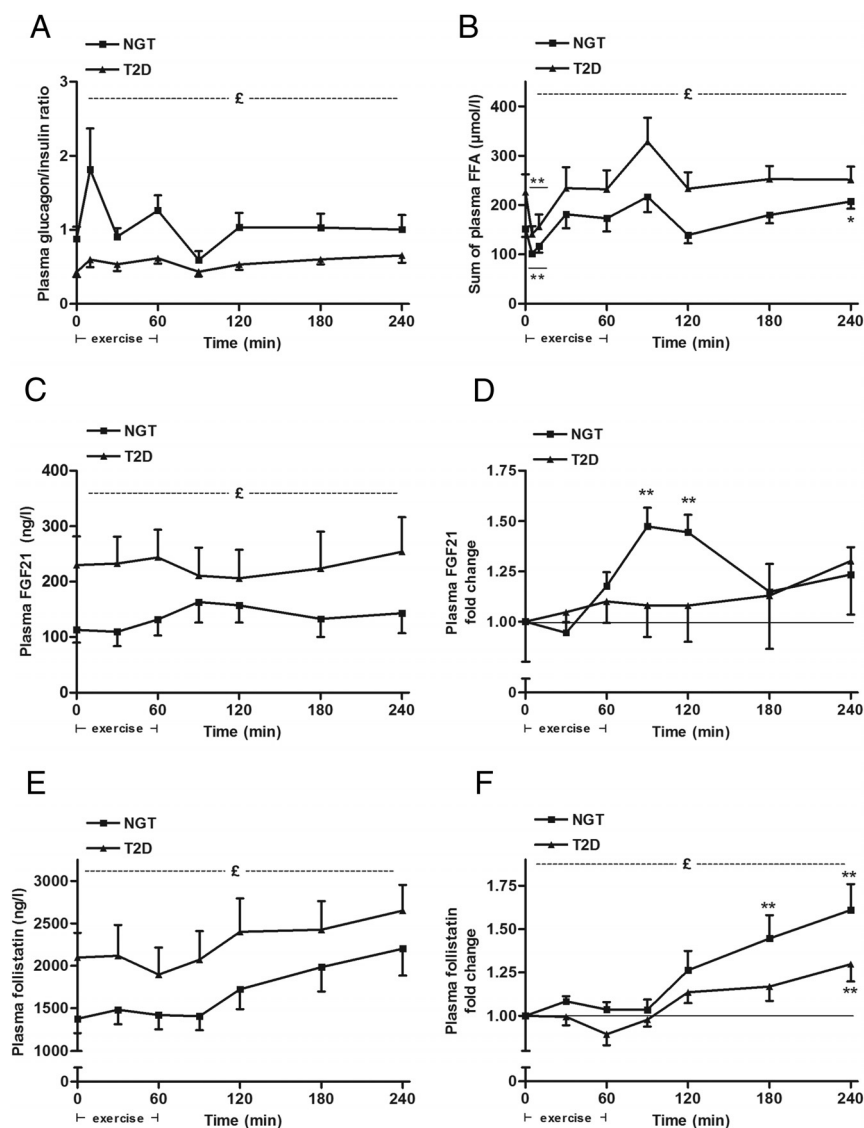 A
NGT
T2D
£
Plasma glucagon/insulin ratio
3
2
1
0
0 60 120 180 240
⊢ exercise ⊣ Time (min)
B
NGT
T2D
£
Sum of plasma FFA (µmol/l)
400
300
200
100
0
**
**
*
0 60 120 180 240
⊢ exercise ⊣ Time (min)
C
NGT
T2D
£
Plasma FGF21 (ng/l)
400
300
200
100
0
0 60 120 180 240
⊢ exercise ⊣ Time (min)
D
NGT
T2D
** **
Plasma FGF21
fold change
1.75
1.50
1.25
1.00
0
0 60 120 180 240
⊢ exercise ⊣ Time (min)
E
NGT
T2D
£
Plasma follistatin (ng/l)
3000
2500
2000
1500
1000
0
0 60 120 180 240
⊢ exercise ⊣ Time (min)
F
NGT
T2D
£
** **
**
Plasma follistatin
fold change
1.75
1.50
1.25
1.00
0
0 60 120 180 240
⊢ exercise ⊣ Time (min)